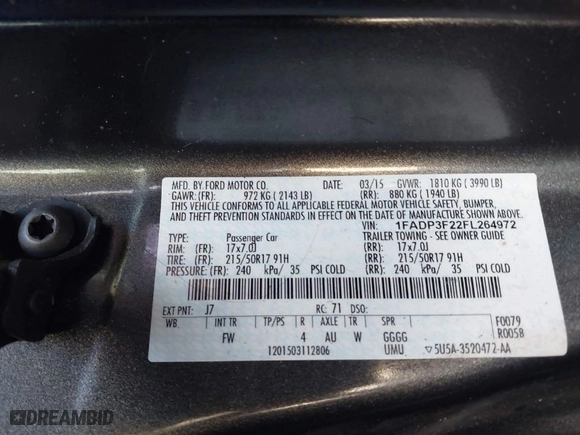 MFD. BY. FORD MOTOR CO. DATE: 03/15 GVWR: 1810 KG ( 3990 LB)
GAWR: (FR): 972 KG ( 2143 LB) (RR): 880 KG ( 1940 LB)
THIS VEHICLE CONFORMS TO ALL APPLICABLE FEDERAL MOTOR VEHICLE SAFETY, BUMPER,
AND THEFT PREVENTION STANDARDS IN EFFECT ON THE DATE OF MANUFACTURE SHOWN ABOVE.
VIN: 1FADP3F22FL264972
TYPE: Passenger Car TRAILER TOWING - SEE OWNER GUIDE
RIM: (FR) 17x7.0J (RR): 17x7.0J
TIRE: (FR) 215/50R17 91H (RR): 215/50R17 91H
PRESSURE: (FR) 240 kPa/ 35 PSI COLD (RR): 240 kPa/ 35 PSI COLD
EXT PNT: J7 RC: 71 DSO: F0079
WB INT TR TP/PS R AXLE TR SPR R0058
FW 4 AU W GGGG
1201503112806 UMU ▽5U5A-3520472-AA
DREAMBID